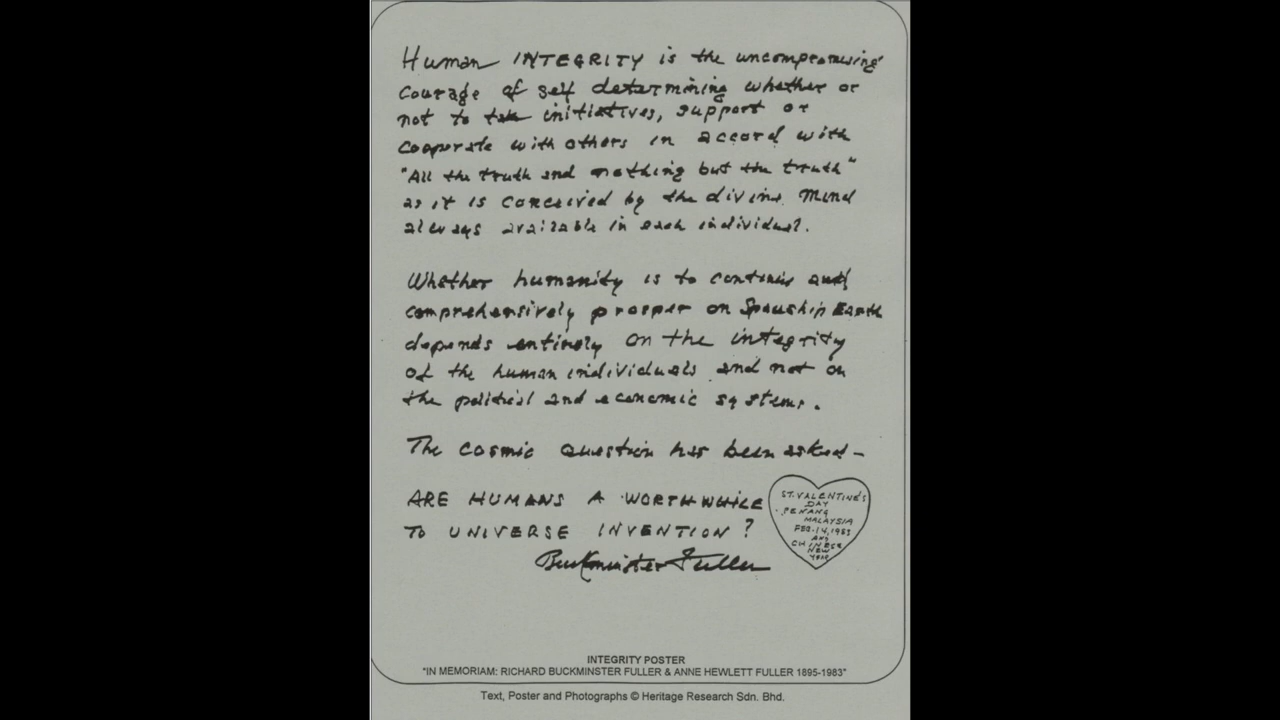 Human INTEGRITY is the uncompromising
courage of self determining whether or
not to take initiatives, support or
cooperate with others in accord with
"All the truth and nothing but the truth"
as it is conceived by the divine Mind
always available in each individual.
Whether humanity is to continue and
comprehensively prosper on Spaceship Earth
depends entirely on the integrity
of the human individuals and not on
the political and economic systems.
The cosmic question has been asked—
ARE HUMANS A WORTHWHILE
TO UNIVERSE INVENTION?
Buckminster Fuller
ST. VALENTINE'S
DAY
PENANG
MALAYSIA
FEB. 14, 1983
AND
CHINESE
NEW
YEAR
INTEGRITY POSTER
"IN MEMORIAM: RICHARD BUCKMINSTER FULLER & ANNE HEWLETT FULLER 1895-1983"
Text, Poster and Photographs © Heritage Research Sdn. Bhd.